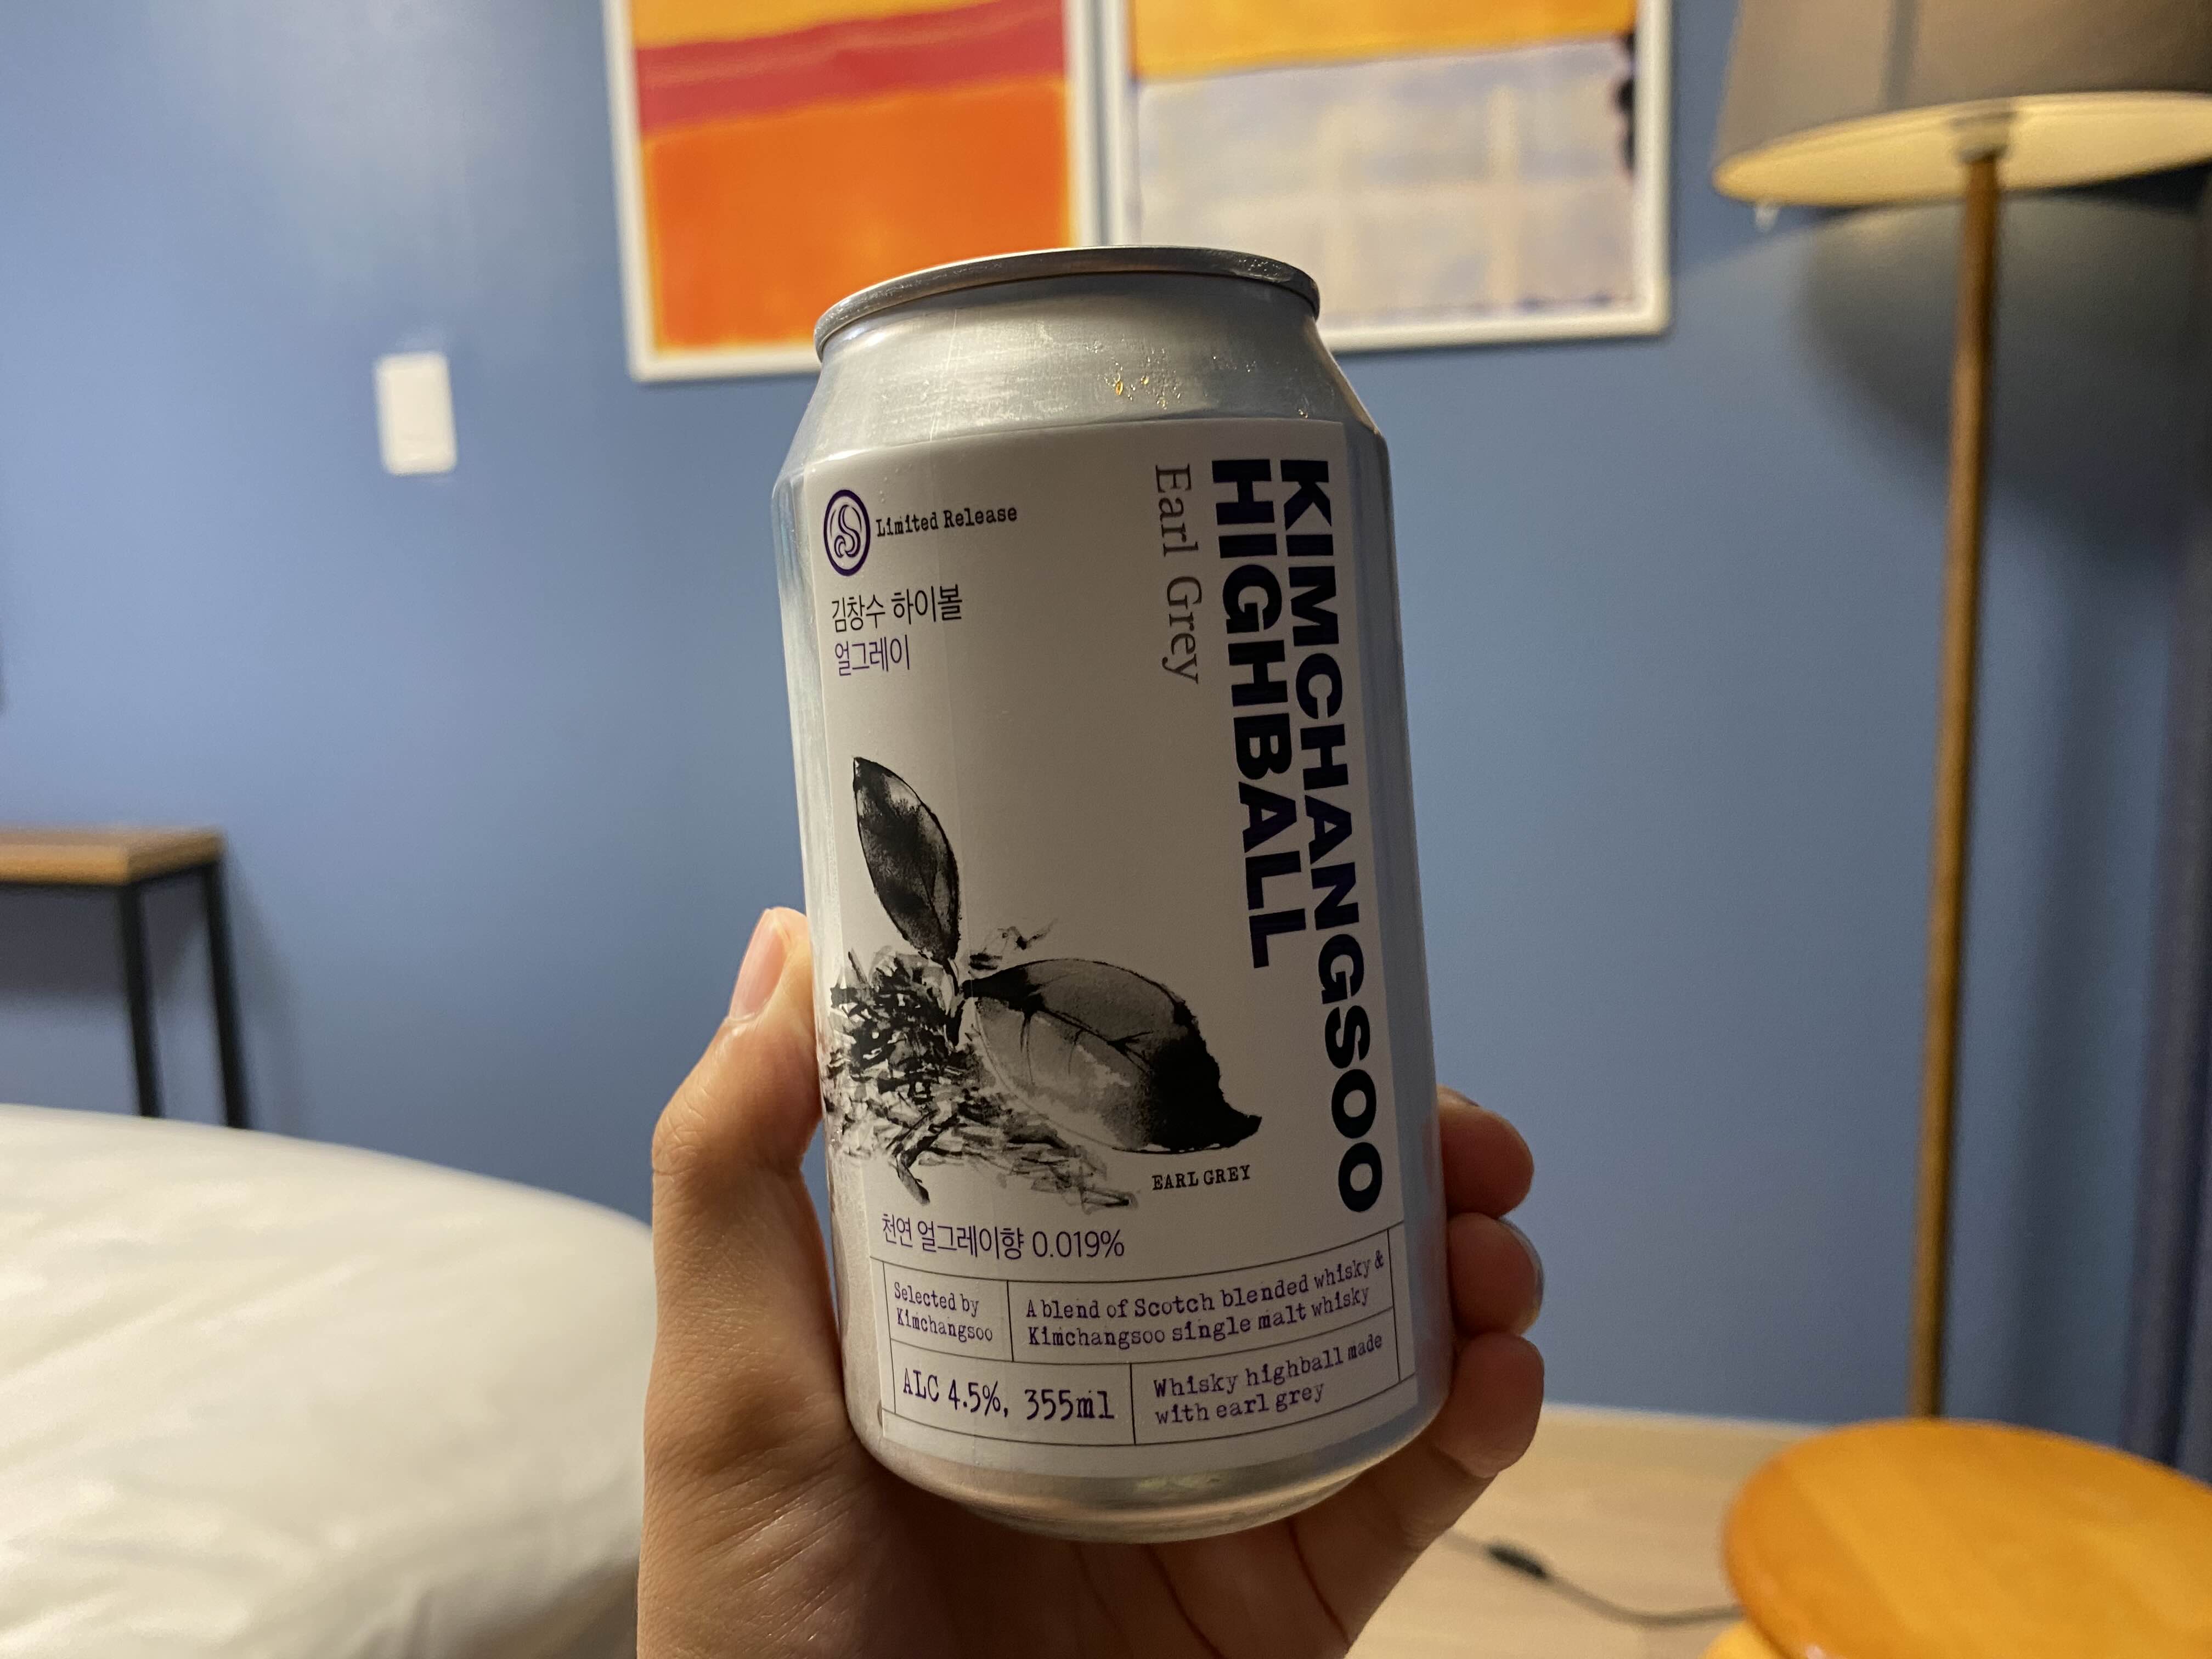 Limited Release
김창수 하이볼
얼그레이
KIMCHANGSOO
HIGHBALL
Earl Grey
EARL GREY
천연 얼그레이향 0.019%
Selected by
Kimchangsoo
A blend of Scotch blended whisky &
Kimchangsoo single malt whisky
ALC 4.5%, 355ml
Whisky highball made
with earl grey